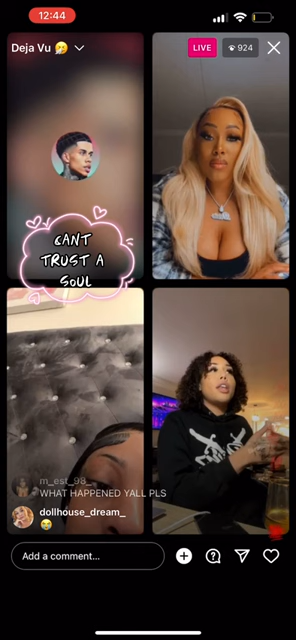 12:44
Deja Vu 🤧
LIVE
924
CANT
TRUST A
SOUL
m_est_98_
WHAT HAPPENED YALL PLS
dollhouse_dream_
😭
Add a comment...